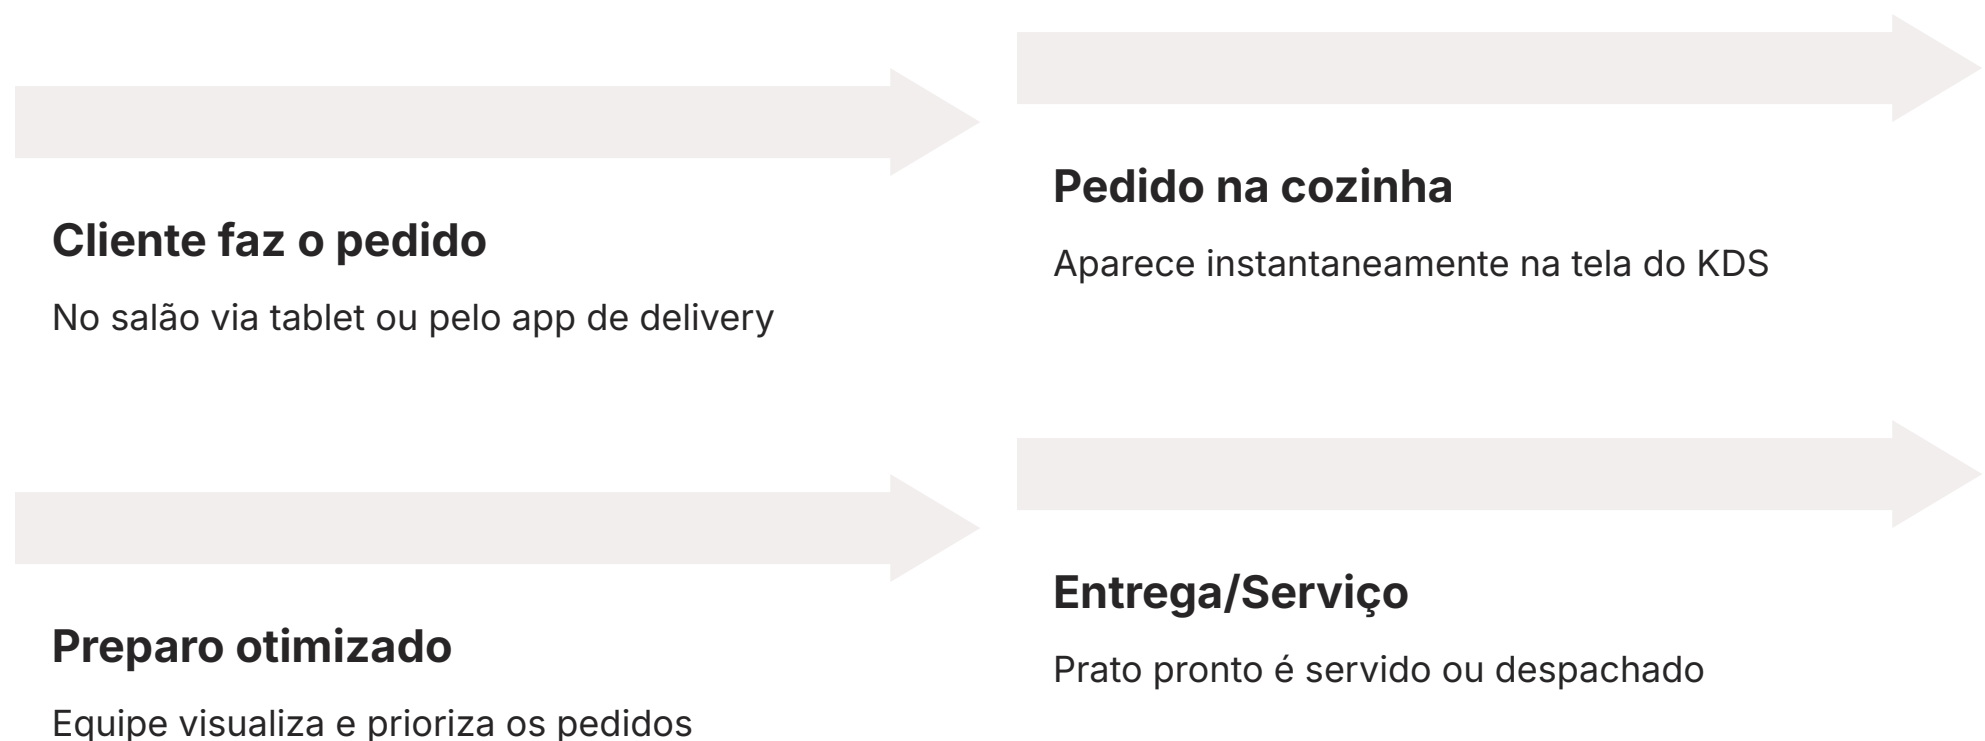 Cliente faz o pedido
No salão via tablet ou pelo app de delivery
Pedido na cozinha
Aparece instantaneamente na tela do KDS
Preparo otimizado
Equipe visualiza e prioriza os pedidos
Entrega/Serviço
Prato pronto é servido ou despachado